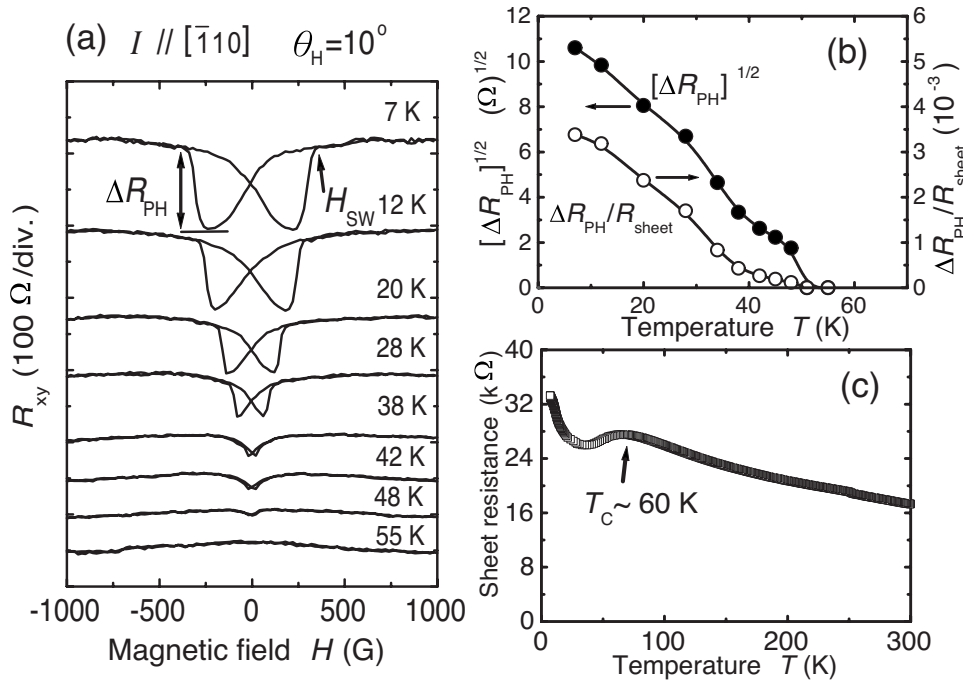 (a) I // [1̄10] θH=10°
7 K
ΔRPH
HSW
12 K
20 K
28 K
38 K
42 K
48 K
55 K
Rxy (100 Ω/div.)
-1000 -500 0 500 1000
Magnetic field H (G)
(b)
12 10 8 6 4 2 0
[ΔRPH]1/2 (Ω)1/2
[ΔRPH] 1/2
ΔRPH/Rsheet
6 5 4 3 2 1 0
ΔRPH/Rsheet (10-3)
0 20 40 60
Temperature T (K)
(c)
40 32 24 16 8 0
Sheet resistance (k Ω)
TC~ 60 K
0 100 200 300
Temperature T (K)